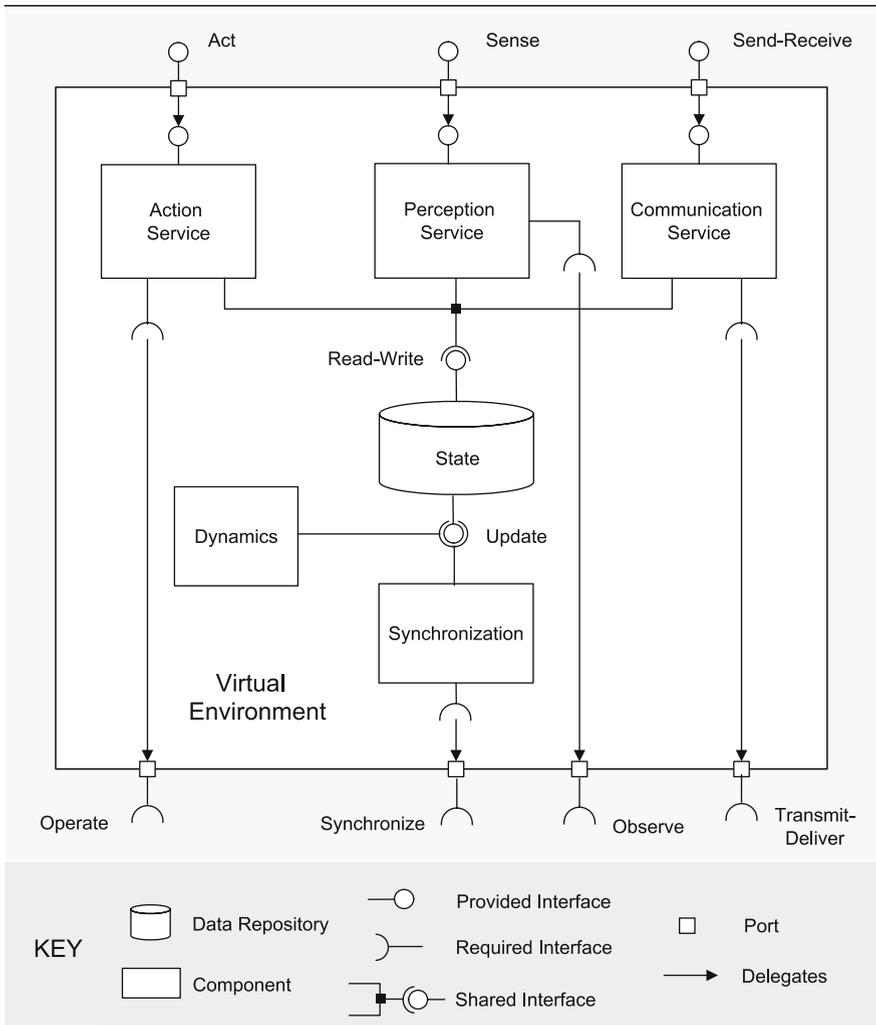 Act
Sense
Send-Receive
Action
Service
Perception
Service
Communication
Service
Read-Write
State
Dynamics
Update
Synchronization
Virtual
Environment
Operate
Synchronize
Observe
Transmit-
Deliver
KEY
Data Repository
Component
Provided Interface
Required Interface
Shared Interface
Port
Delegates